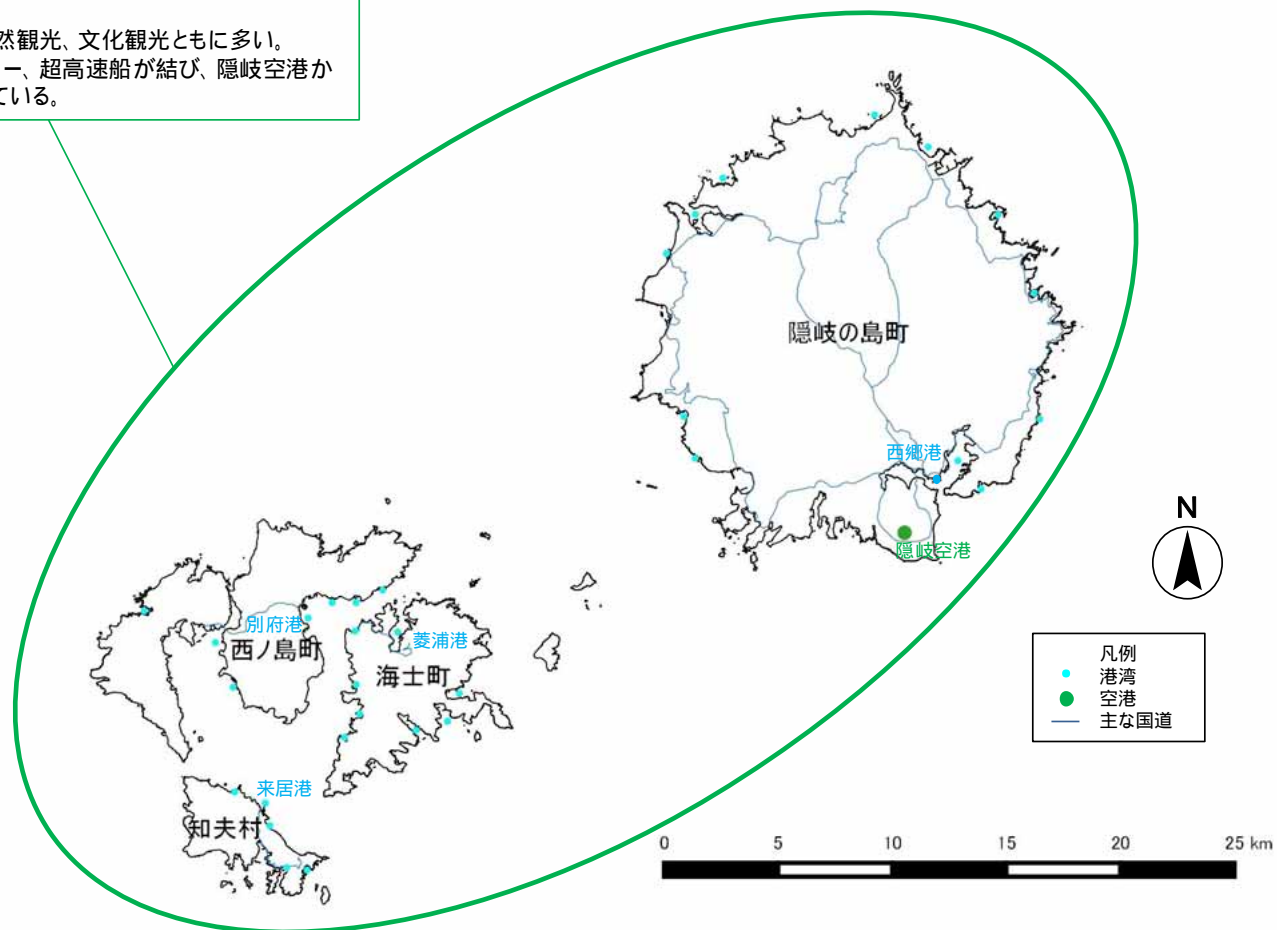 然観光、文化観光ともに多い。
ー、超高速船が結び、隠岐空港か
ている。
隠岐の島町
西郷港
隠岐空港
別府港
西ノ島町
菱浦港
海士町
来居港
知夫村
N
凡例
港湾
空港
主な国道
0 5 10 15 20 25 km